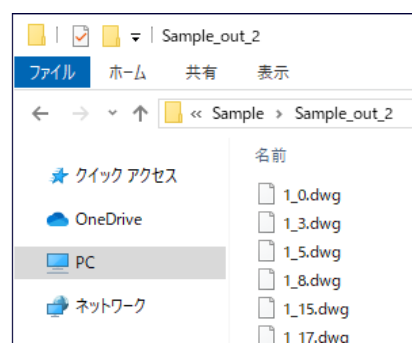 Sample_out_2
ファイル ホーム 共有 表示
« Sample › Sample_out_2
名前
クイック アクセス
OneDrive
PC
ネットワーク
1_0.dwg
1_3.dwg
1_5.dwg
1_8.dwg
1_15.dwg
1_17.dwg